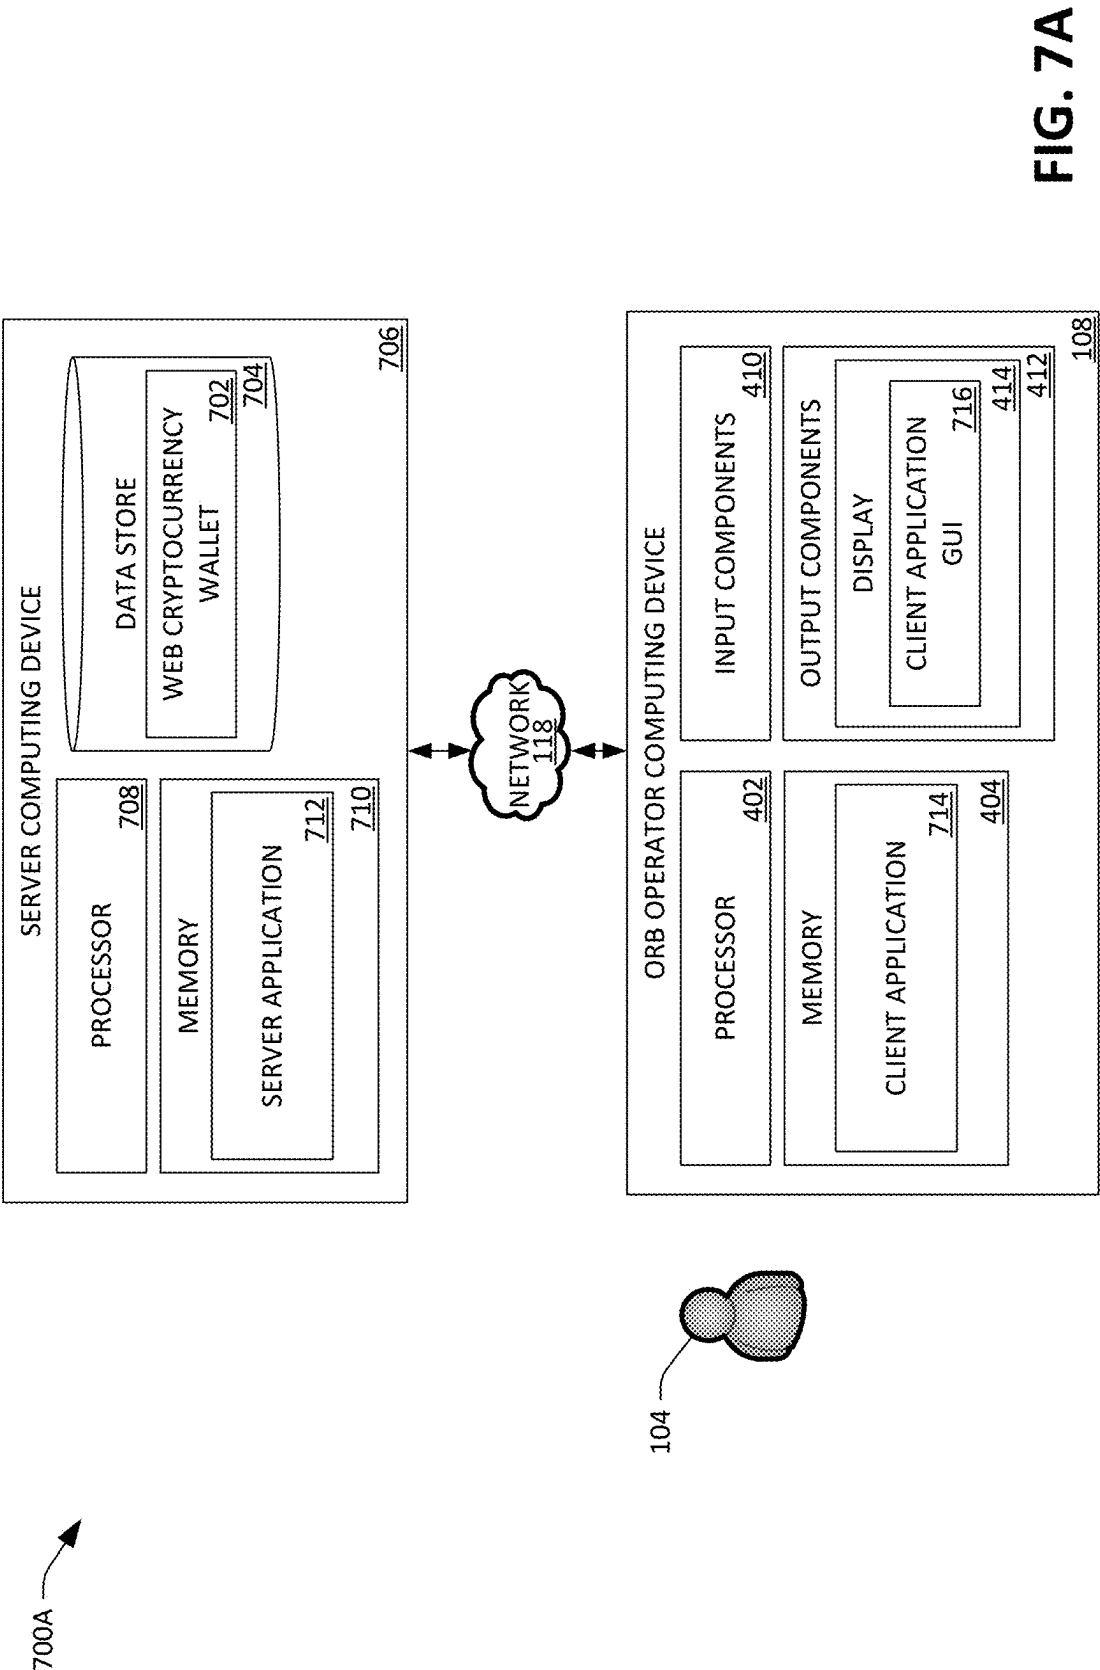 700A
SERVER COMPUTING DEVICE
PROCESSOR
708
MEMORY
SERVER APPLICATION
712
710
DATA STORE
WEB CRYPTOCURRENCY
WALLET
702
704
706
NETWORK
118
104
ORB OPERATOR COMPUTING DEVICE
PROCESSOR
402
MEMORY
CLIENT APPLICATION
714
404
INPUT COMPONENTS
410
OUTPUT COMPONENTS
DISPLAY
CLIENT APPLICATION
GUI
716
414
412
108
FIG. 7A